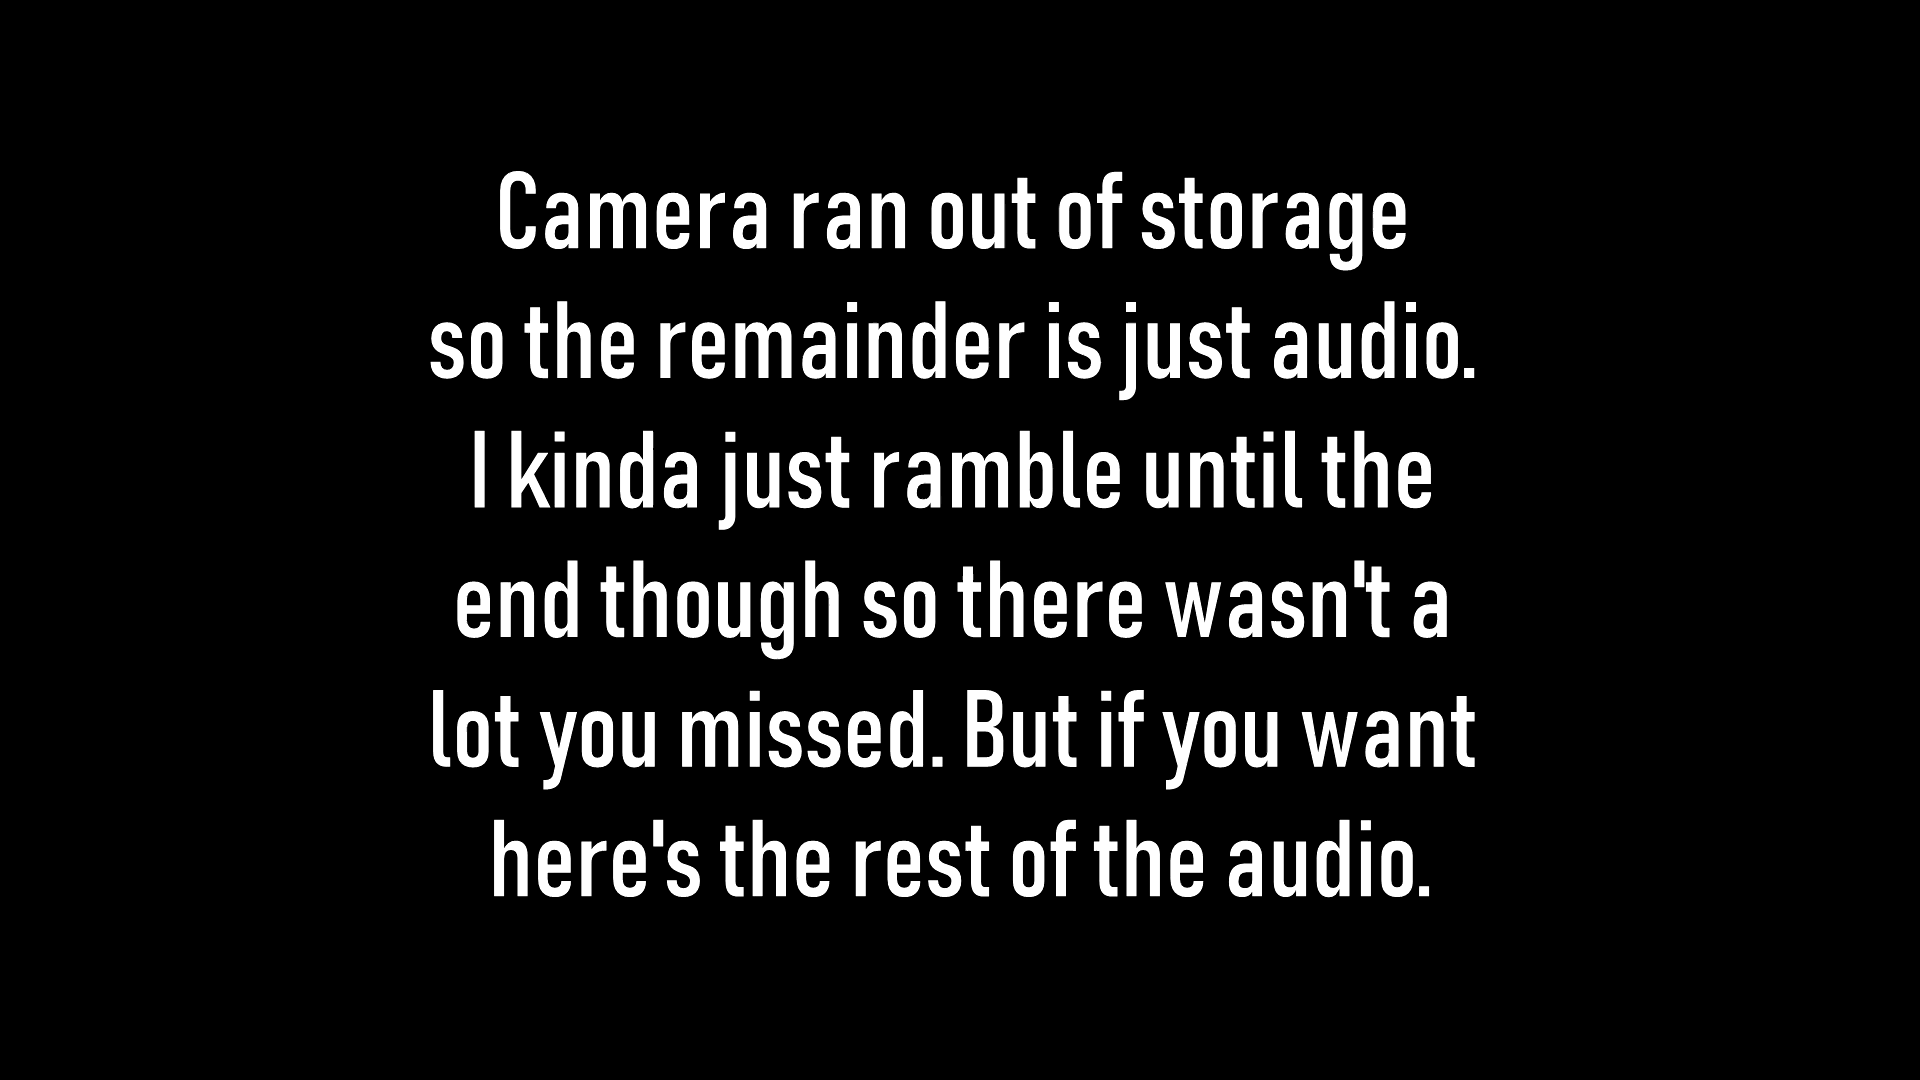 Camera ran out of storage
so the remainder is just audio.
I kinda just ramble until the
end though so there wasn't a
lot you missed. But if you want
here's the rest of the audio.